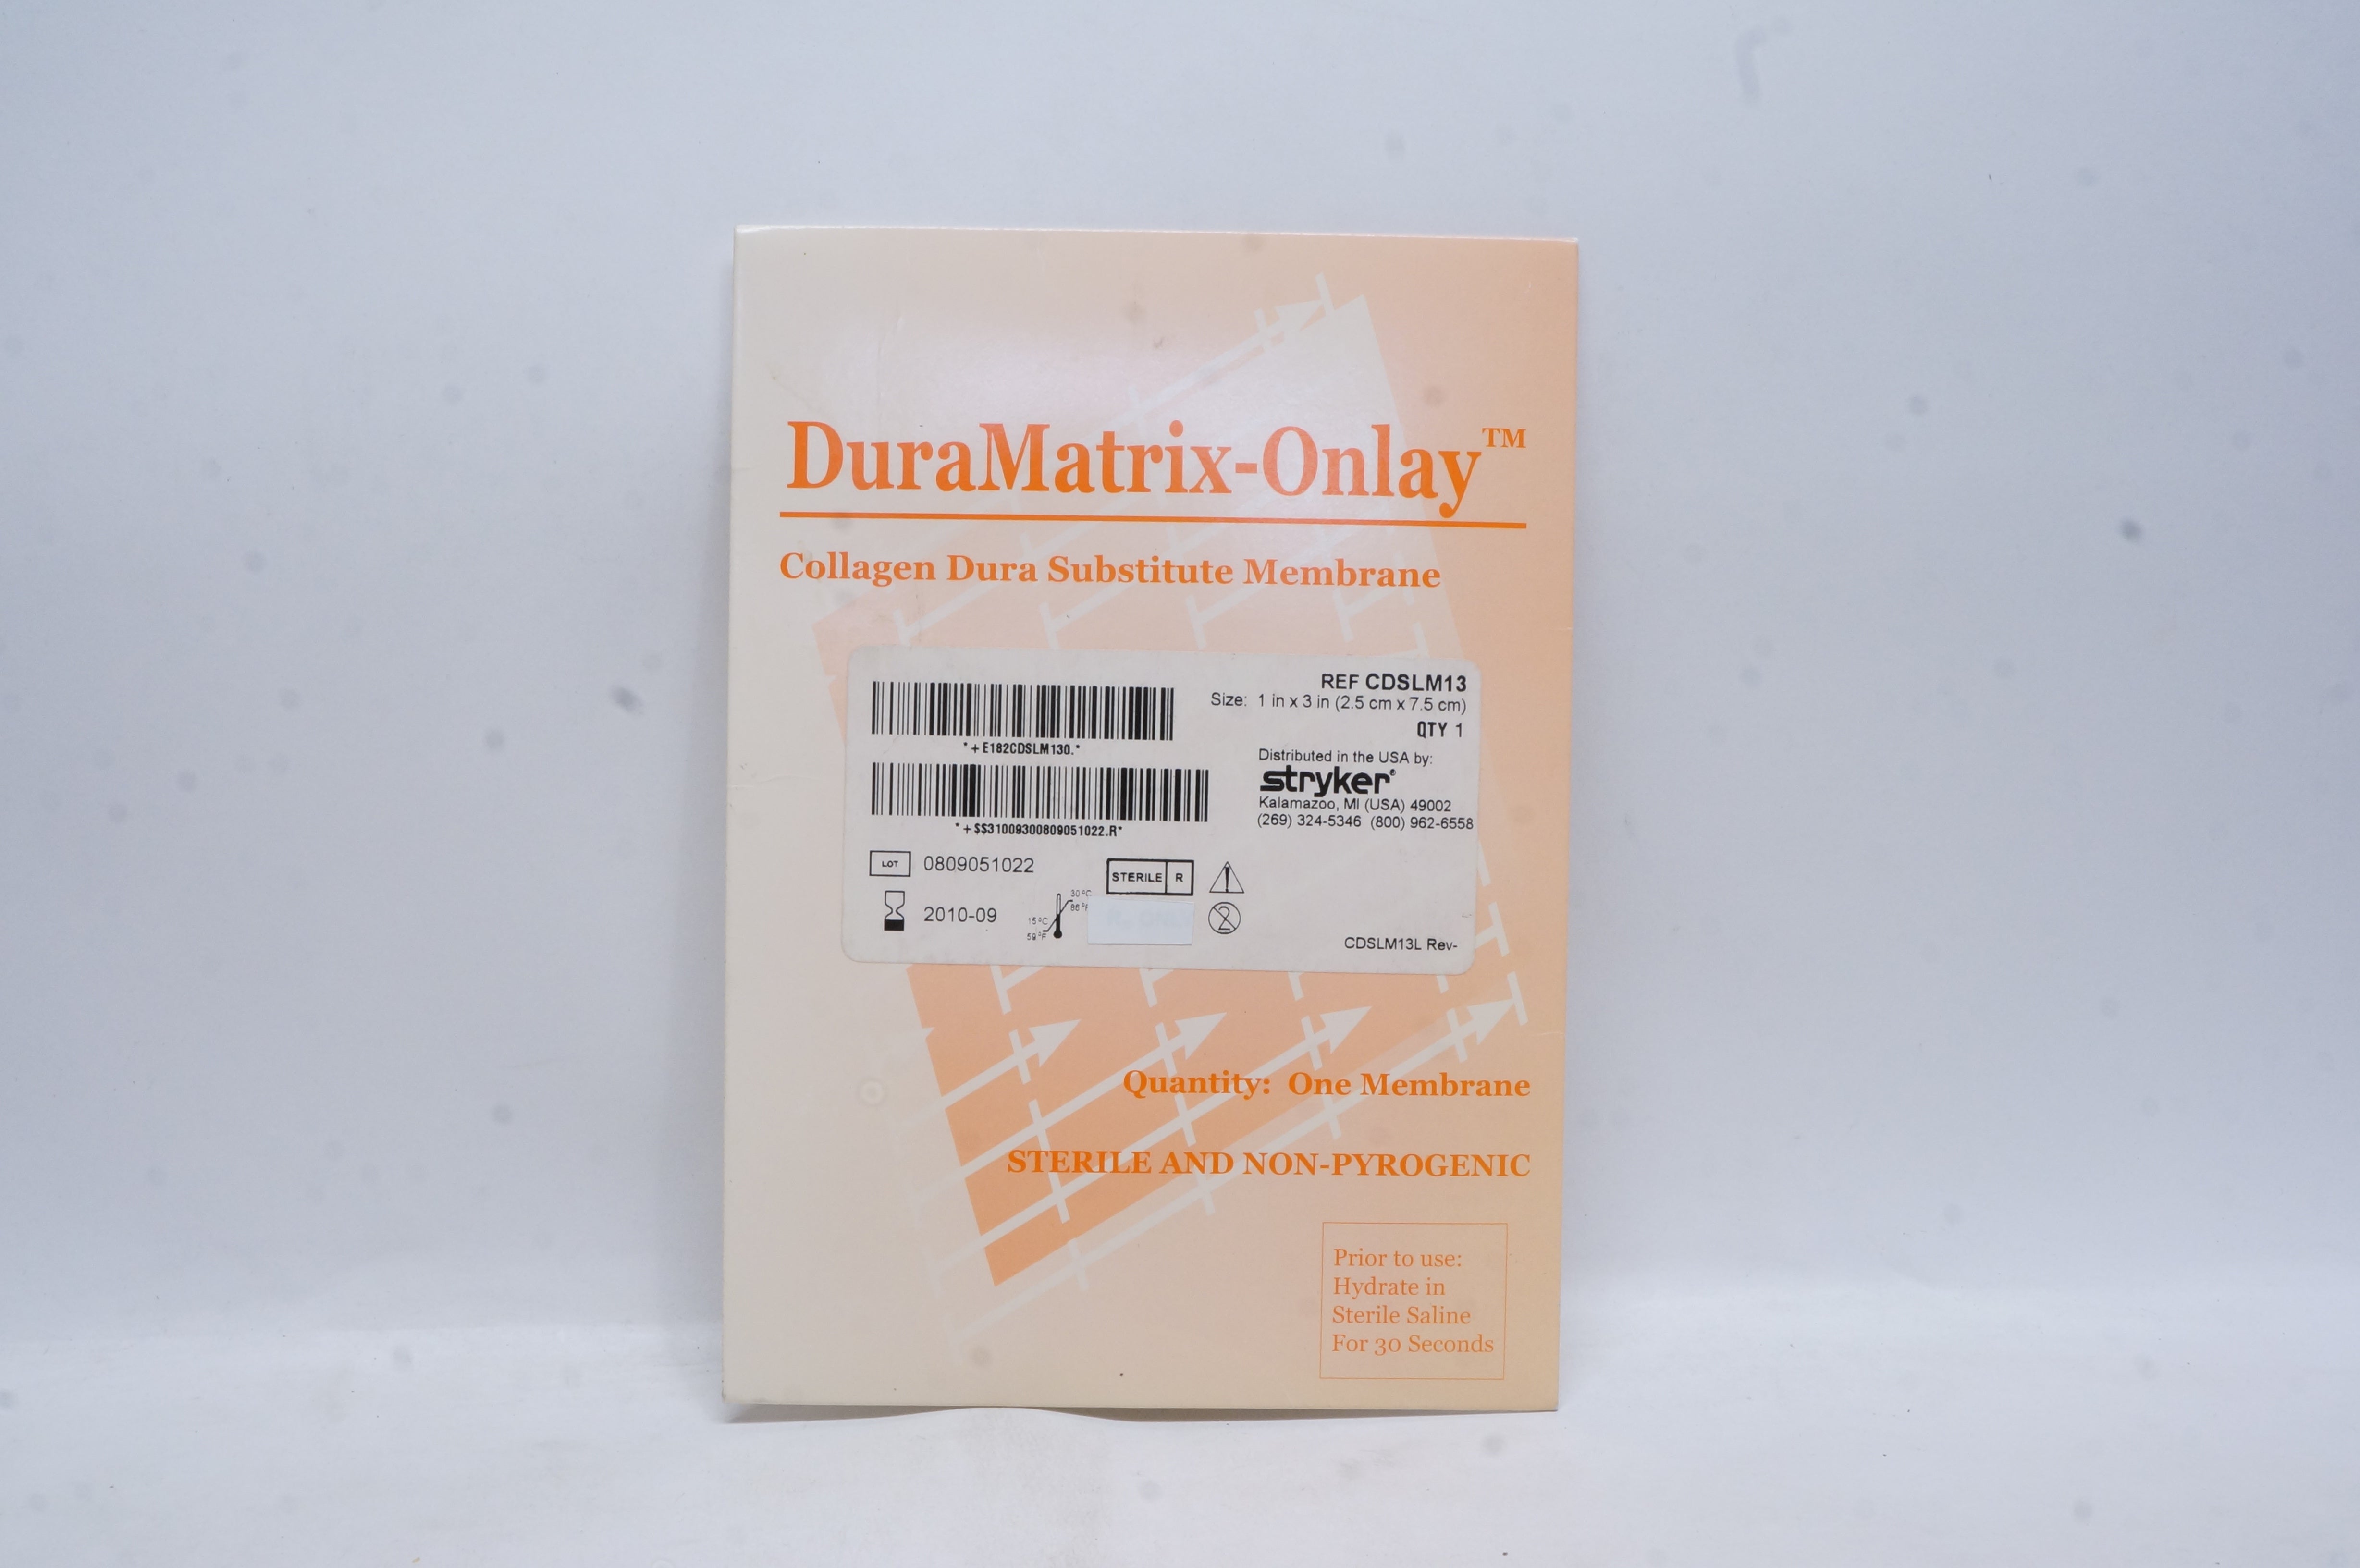 DuraMatrix-Onlay™
Collagen Dura Substitute Membrane
REF CDSLM13
Size: 1 in x 3 in (2.5 cm x 7.5 cm)
QTY 1
*+E182CDSLM130.*
Distributed in the USA by:
stryker®
Kalamazoo, MI (USA) 49002
(269) 324-5346 (800) 962-6558
*+$$31009300809051022.R*
LOT 0809051022
STERILE R
2010-09
30 °C
86 °F
15 °C
59 °F
2
CDSLM13L Rev-
Quantity: One Membrane
STERILE AND NON-PYROGENIC
Prior to use:
Hydrate in
Sterile Saline
For 30 Seconds